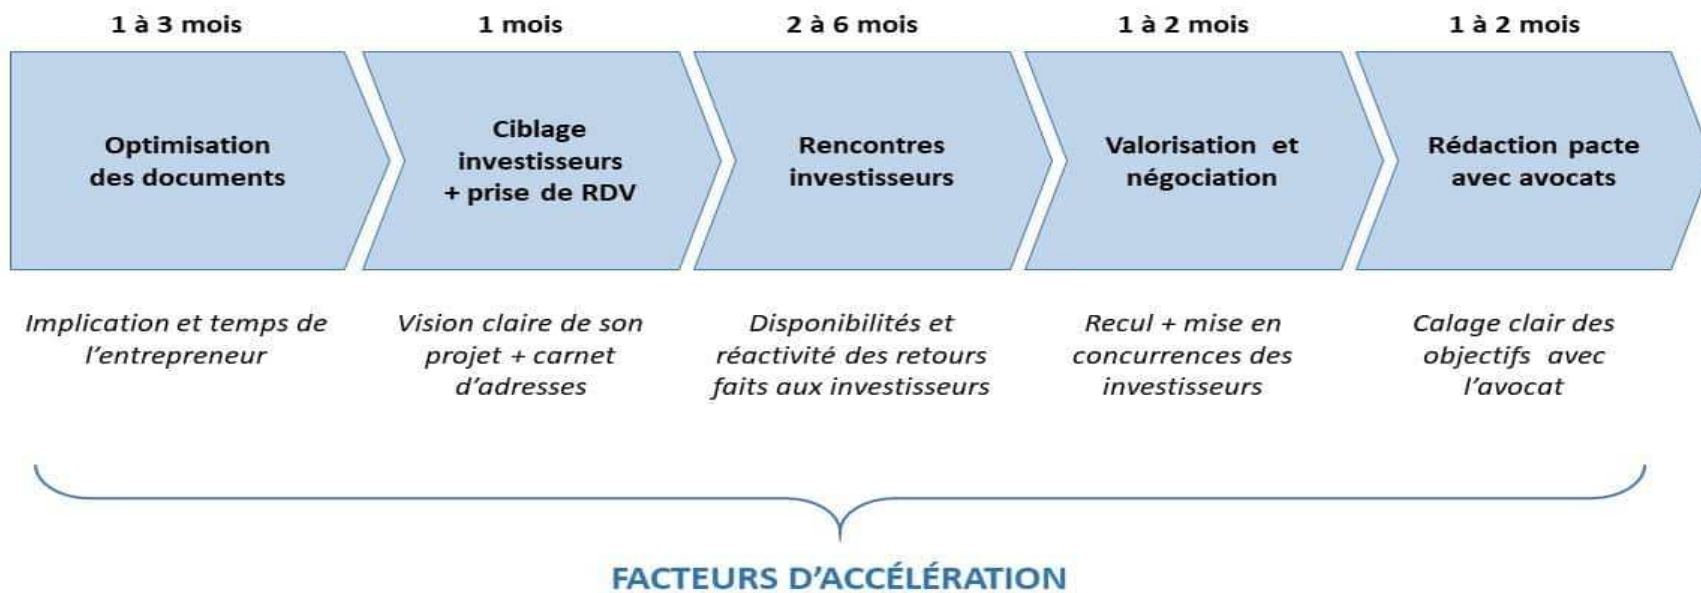 1 à 3 mois
1 mois
2 à 6 mois
1 à 2 mois
1 à 2 mois
Optimisation
des documents
Ciblage
investisseurs
+ prise de RDV
Rencontres
investisseurs
Valorisation et
négociation
Rédaction pacte
avec avocats
Implication et temps de
l’entrepreneur
Vision claire de son
projet + carnet
d’adresses
Disponibilités et
réactivité des retours
faits aux investisseurs
Recul + mise en
concurrences des
investisseurs
Calage clair des
objectifs avec
l’avocat
FACTEURS D’ACCÉLÉRATION